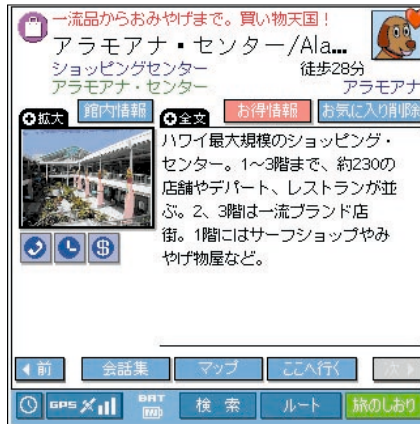 一流品からおみやげまで。買い物天国！
アラモアナ・センター/Ala...
ショッピングセンター 徒歩28分
アラモアナ・センター アラモアナ
拡大 館内情報 全文 お得情報 お気に入り削除
ハワイ最大規模のショッピング・
センター。1～3階まで、約230の
店舗やデパート、レストランが並
ぶ。2、3階は一流ブランド店
街。1階にはサーフショップやみ
やげ物屋など。
前 会話集 マップ ここへ行く 次
GPS BAT 検索 ルート 旅のしおり